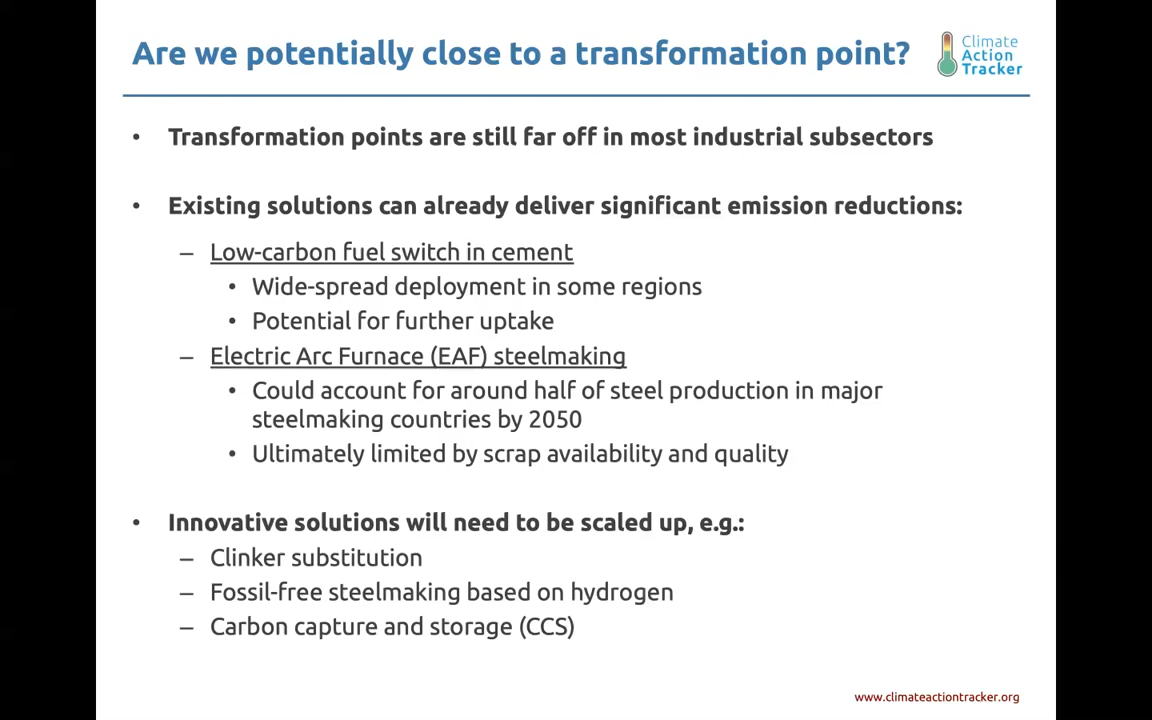 Are we potentially close to a transformation point?
Climate
Action
Tracker
• Transformation points are still far off in most industrial subsectors
• Existing solutions can already deliver significant emission reductions:
– Low-carbon fuel switch in cement
• Wide-spread deployment in some regions
• Potential for further uptake
– Electric Arc Furnace (EAF) steelmaking
• Could account for around half of steel production in major
steelmaking countries by 2050
• Ultimately limited by scrap availability and quality
• Innovative solutions will need to be scaled up, e.g.:
– Clinker substitution
– Fossil-free steelmaking based on hydrogen
– Carbon capture and storage (CCS)
www.climateactiontracker.org